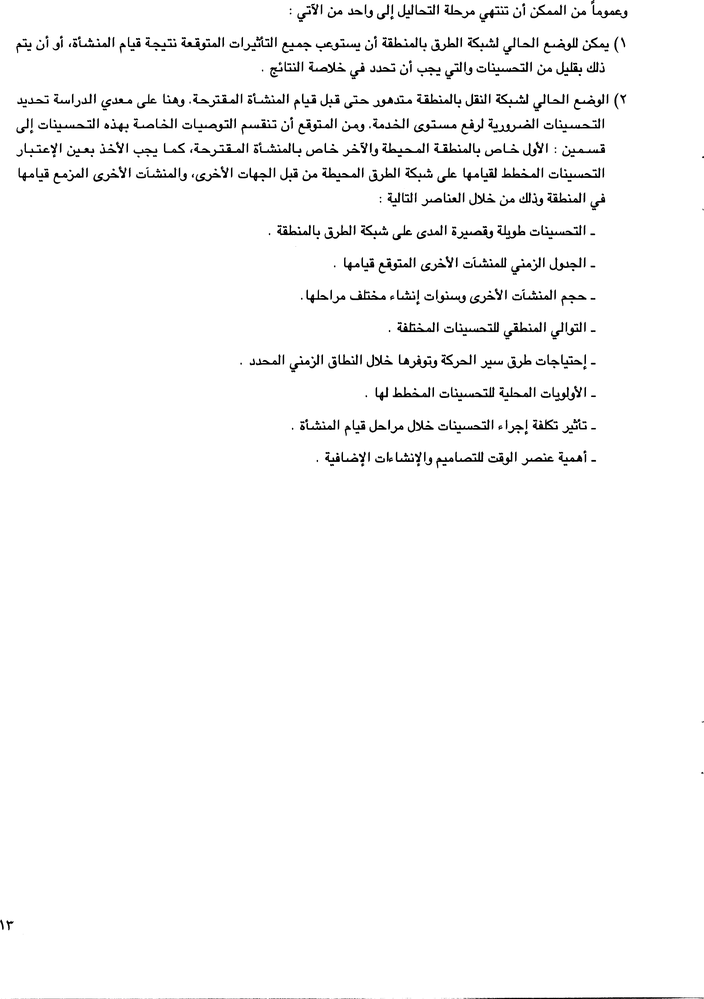 وعموماً من الممكن أن تنتهي مرحلة التحاليل إلى واحد من الآتي :
١) يمكن للوضع الحالي لشبكة الطرق بالمنطقة أن يستوعب جميع التأثيرات المتوقعة نتيجة قيام المنشأة، أو أن يتم
ذلك بقليل من التحسينات والتي يجب أن تحدد في خلاصة النتائج .
٢) الوضع الحالي لشبكة النقل بالمنطقة متدهور حتى قبل قيام المنشأة المقترحة. وهنا على معدي الدراسة تحديد
التحسينات الضرورية لرفع مستوى الخدمة. ومن المتوقع أن تنقسم التوصيات الخاصة بهذه التحسينات إلى
قسمين : الأول خاص بالمنطقة المحيطة والآخر خاص بالمنشأة المقترحة، كما يجب الأخذ بعين الإعتبار
التحسينات المخطط لقيامها على شبكة الطرق المحيطة من قبل الجهات الأخرى، والمنشآت الأخرى المزمع قيامها
في المنطقة وذلك من خلال العناصر التالية :
ـ التحسينات طويلة وقصيرة المدى على شبكة الطرق بالمنطقة .
ـ الجدول الزمني للمنشآت الأخرى المتوقع قيامها .
ـ حجم المنشآت الأخرى وسنوات إنشاء مختلف مراحلها.
ـ التوالي المنطقي للتحسينات المختلفة .
ـ إحتياجات طرق سير الحركة وتوفرها خلال النطاق الزمني المحدد .
ـ الأولويات المحلية للتحسينات المخطط لها .
ـ تأثير تكلفة إجراء التحسينات خلال مراحل قيام المنشأة .
ـ أهمية عنصر الوقت للتصاميم والإنشاءات الإضافية .
١٣